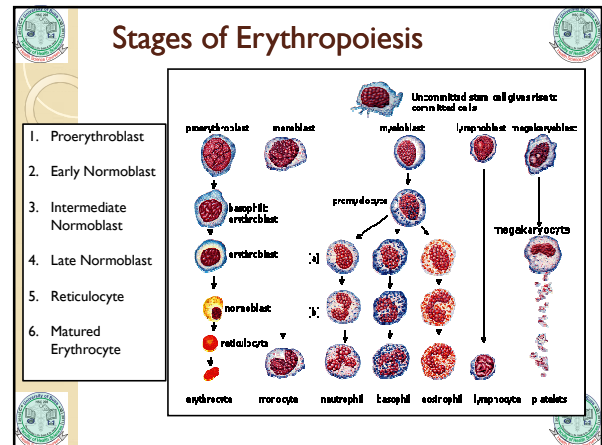 Stages of Erythropoiesis
1. Proerythroblast
2. Early Normoblast
3. Intermediate
Normoblast
4. Late Normoblast
5. Reticulocyte
6. Matured
Erythrocyte
Uncommitted stem cell gives rise to
committed cells
proerythroblast monoblast myeloblast lymphoblast megakaryoblast
basophilic
erythroblast
promyelocyte
megakaryocyte
erythroblast
(a)
normoblast
(b)
reticulocyte
erythrocyte monocyte neutrophil basophil eosinophil lymphocyte platelets